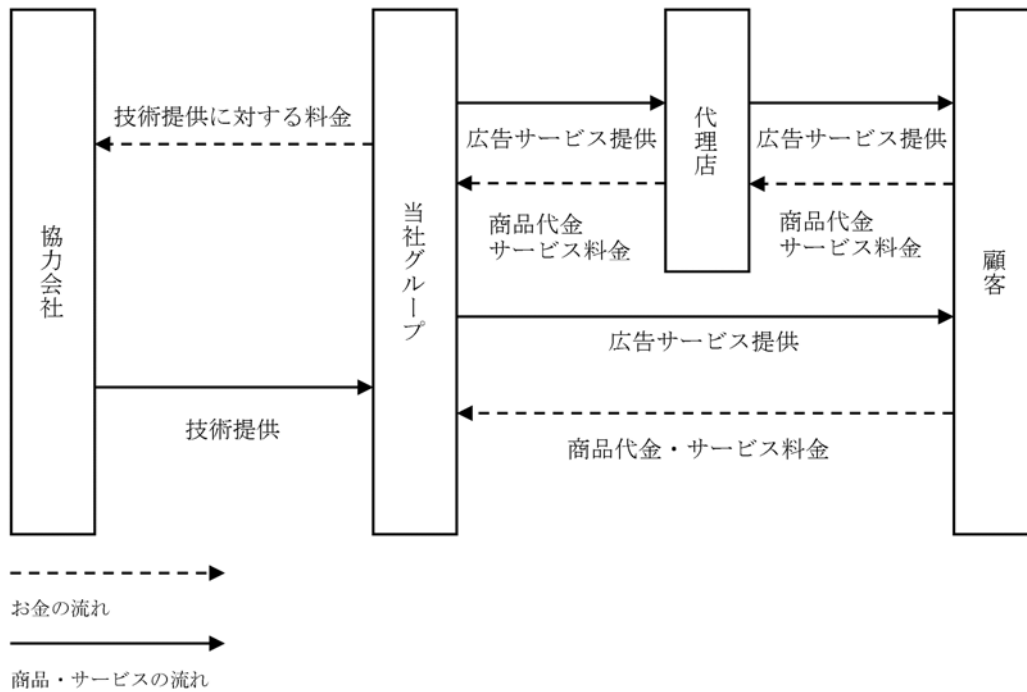 協力会社
技術提供に対する料金
技術提供
当社グループ
広告サービス提供
商品代金
サービス料金
代理店
広告サービス提供
商品代金
サービス料金
広告サービス提供
商品代金・サービス料金
顧客
お金の流れ
商品・サービスの流れ